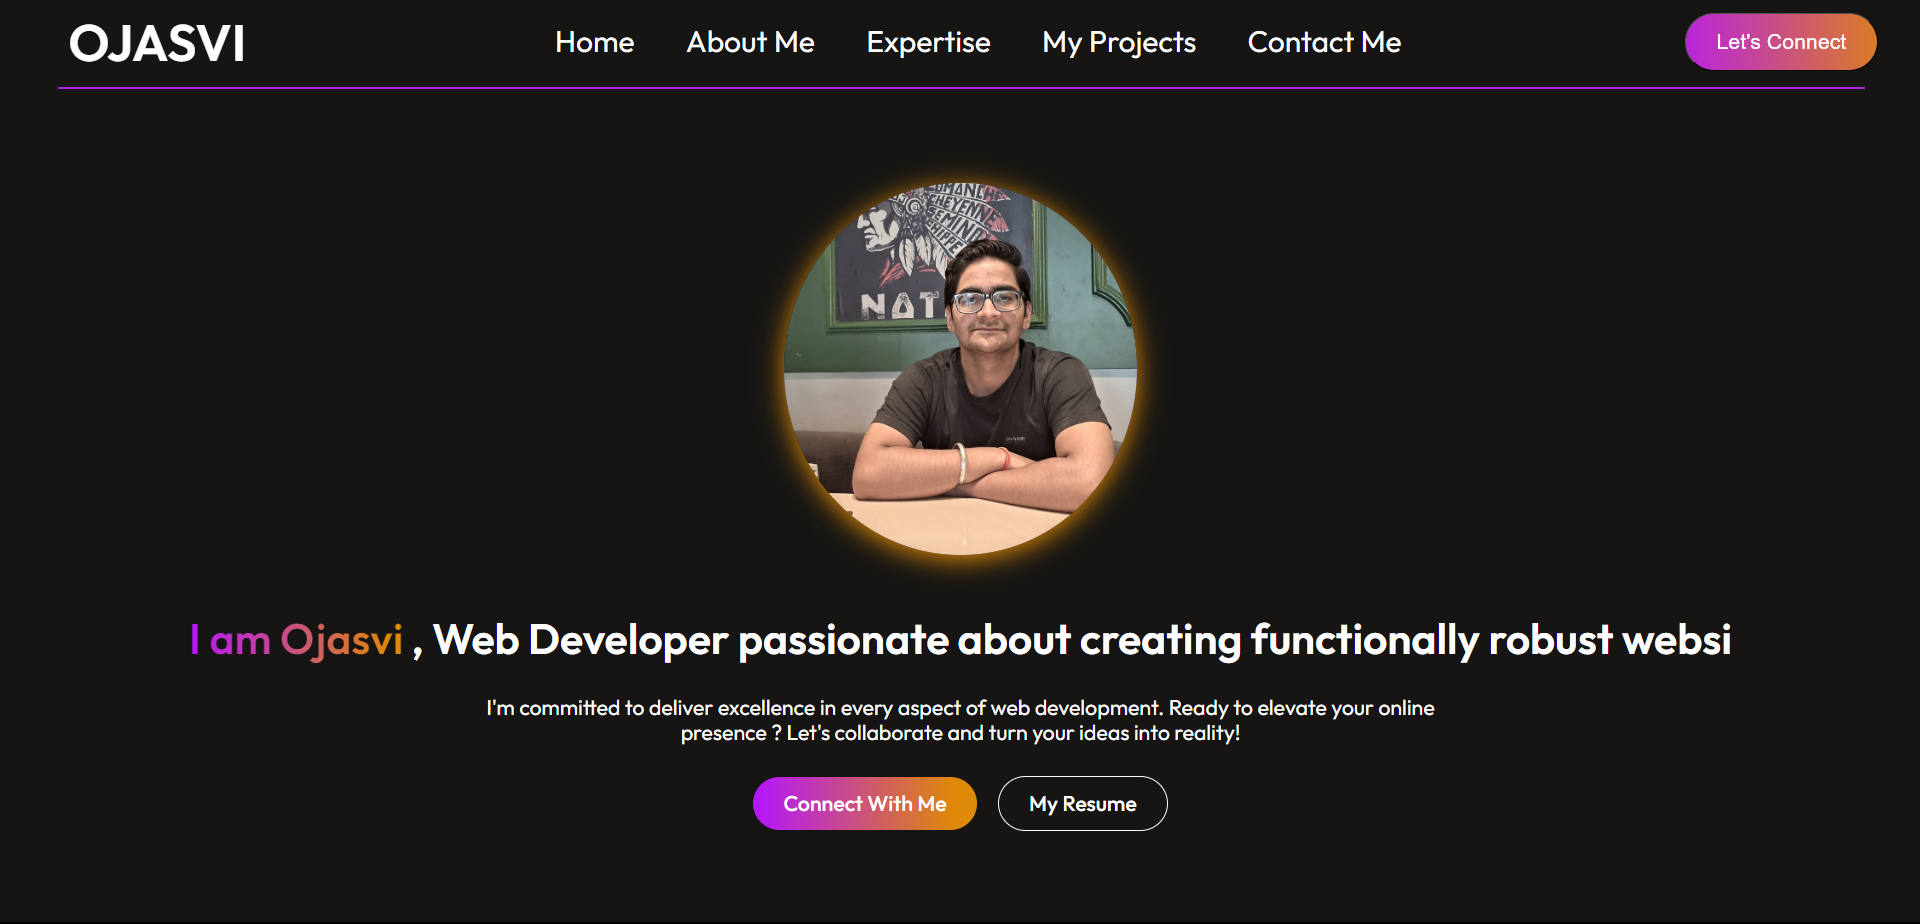 OJASVI
Home
About Me
Expertise
My Projects
Contact Me
Let's Connect
COMANCHE
CHEYENNE
NAT
I am Ojasvi , Web Developer passionate about creating functionally robust websi
I'm committed to deliver excellence in every aspect of web development. Ready to elevate your online
presence ? Let's collaborate and turn your ideas into reality!
Connect With Me
My Resume